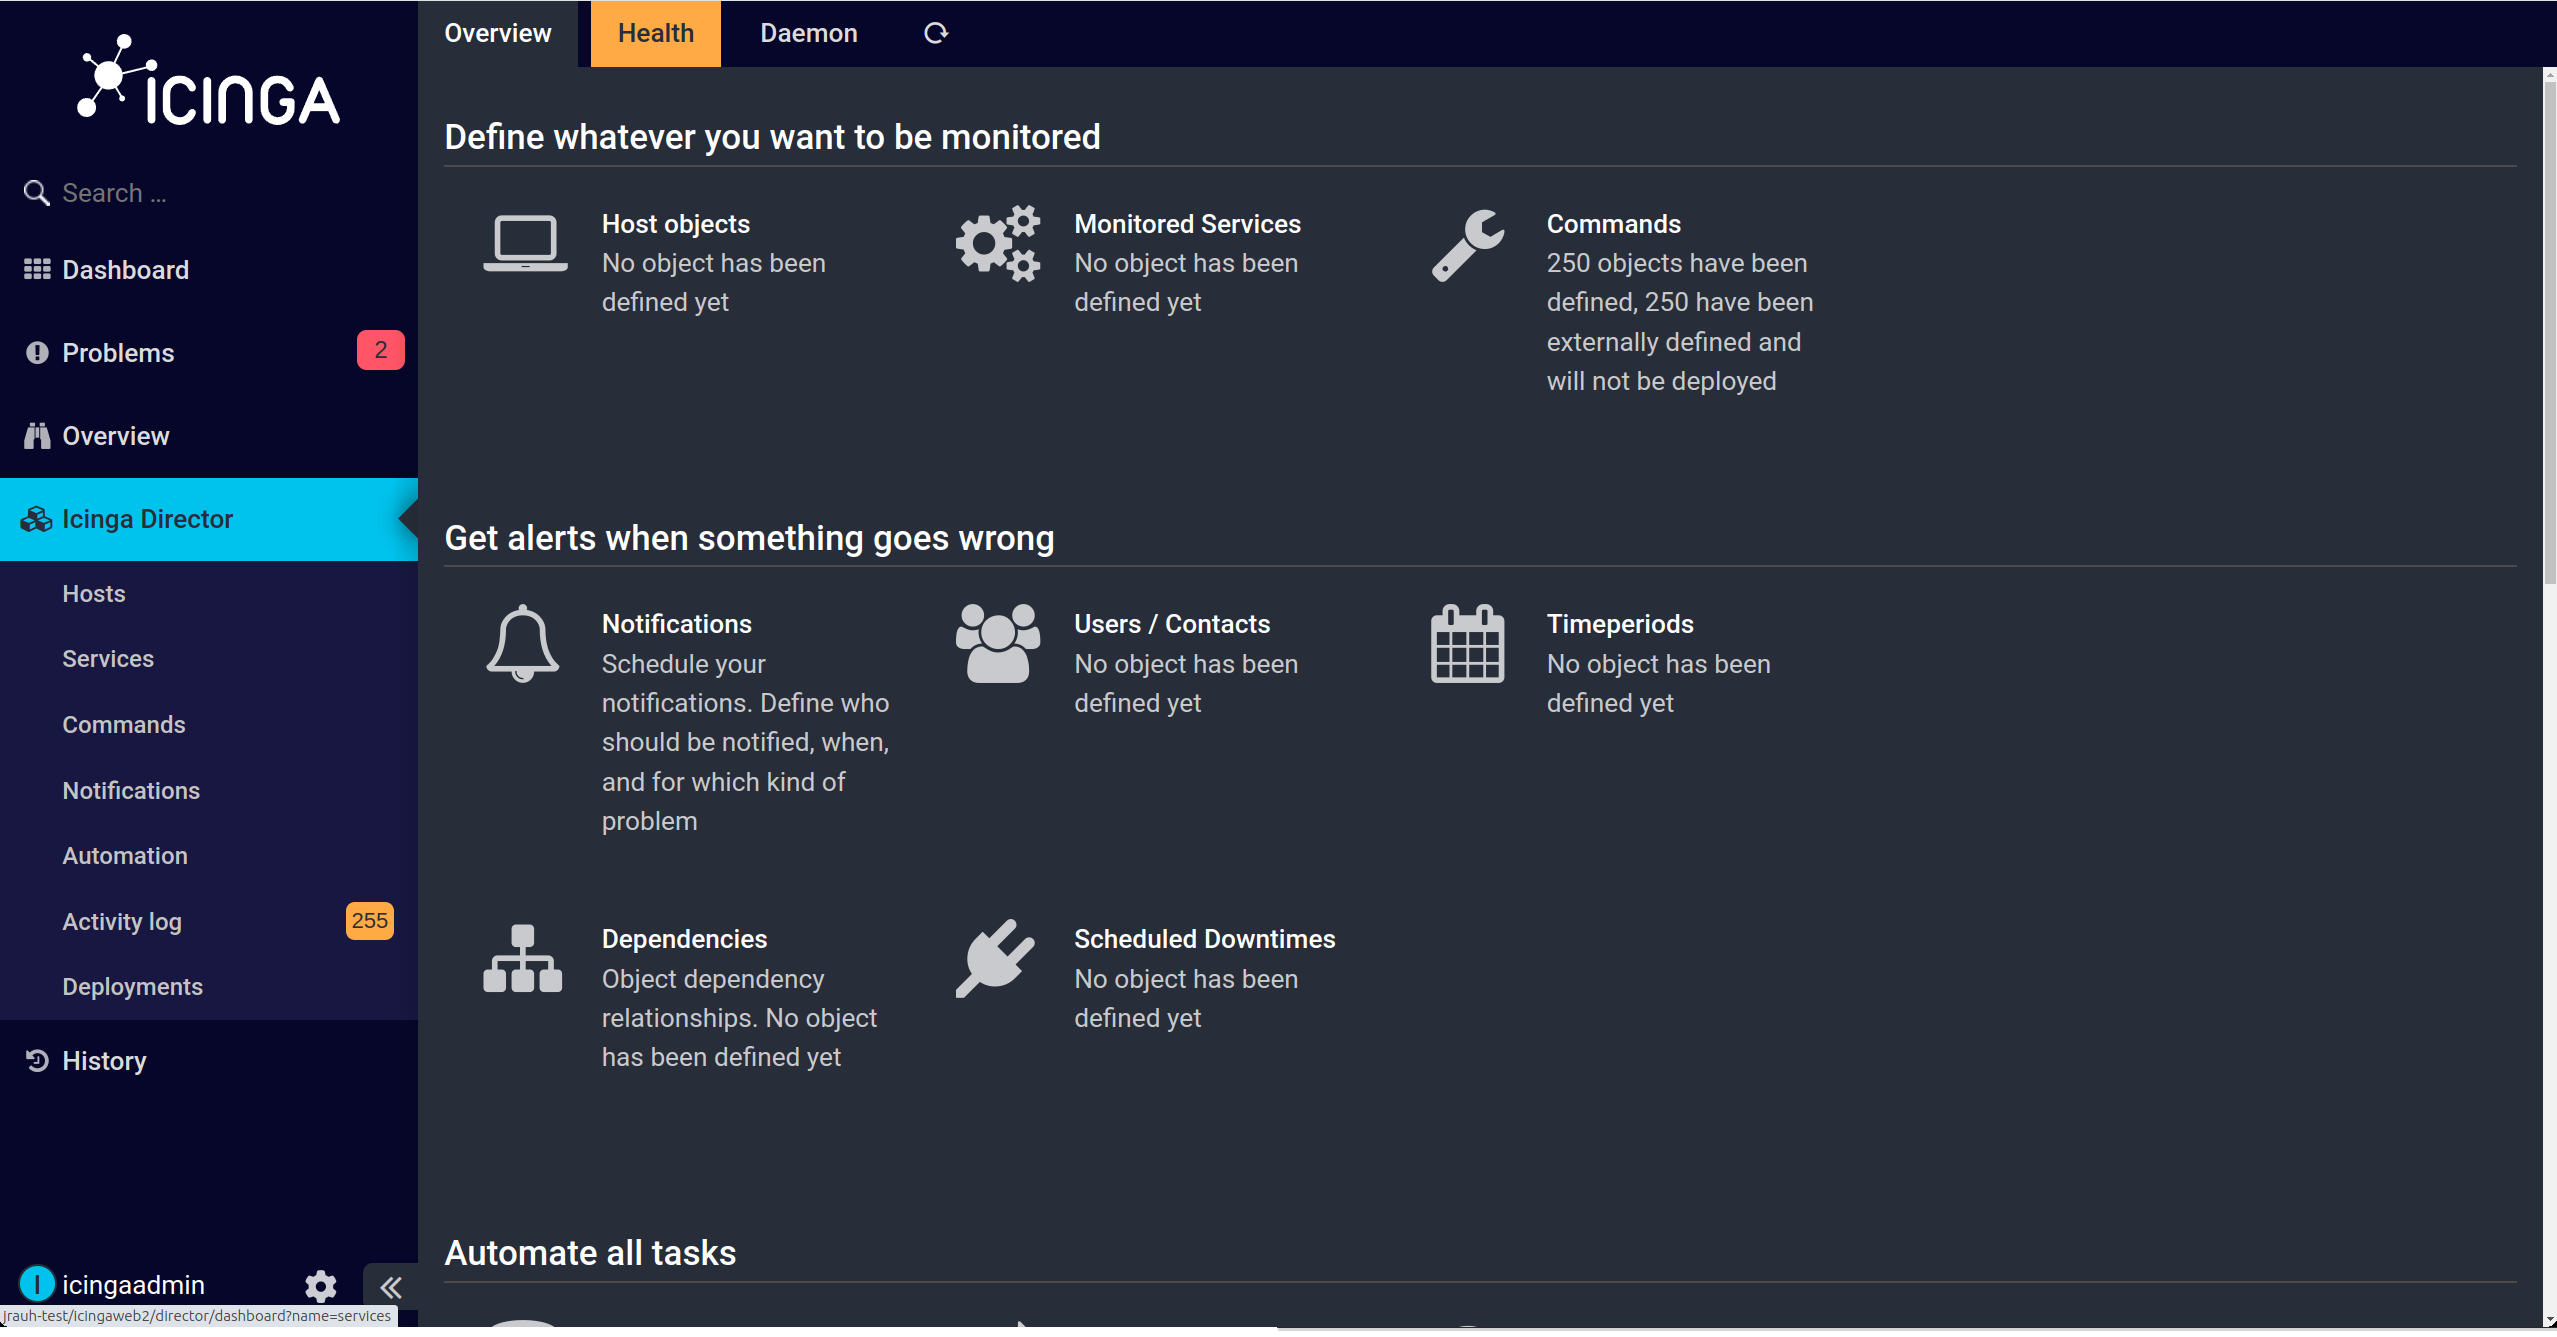 ICINGA
Search ...
Dashboard
Problems
2
Overview
Icinga Director
Hosts
Services
Commands
Notifications
Automation
Activity log
255
Deployments
History
icingaadmin
jrauh-test/icingaweb2/director/dashboard?name=services
Overview
Health
Daemon
Define whatever you want to be monitored
Host objects
No object has been
defined yet
Monitored Services
No object has been
defined yet
Commands
250 objects have been
defined, 250 have been
externally defined and
will not be deployed
Get alerts when something goes wrong
Notifications
Schedule your
notifications. Define who
should be notified, when,
and for which kind of
problem
Users / Contacts
No object has been
defined yet
Timeperiods
No object has been
defined yet
Dependencies
Object dependency
relationships. No object
has been defined yet
Scheduled Downtimes
No object has been
defined yet
Automate all tasks